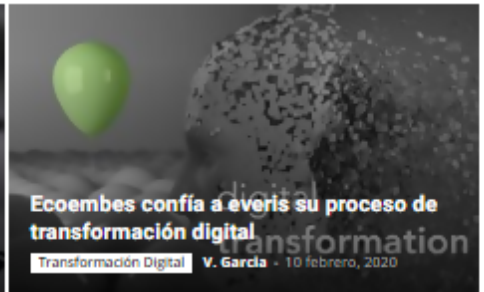 digital
transformation
Ecoembes confía a everis su proceso de
transformación digital
Transformación Digital V. Garcia - 10 febrero, 2020